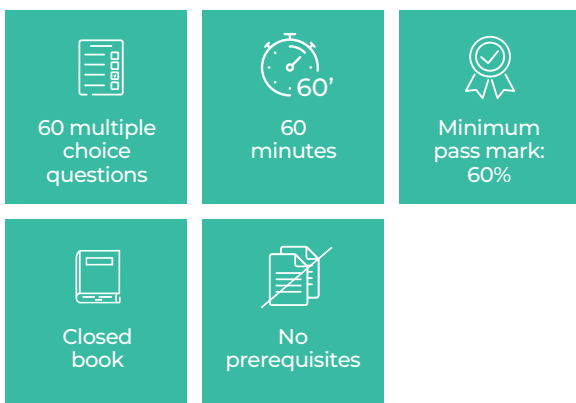 60 multiple
choice
questions
60’
60
minutes
Minimum
pass mark:
60%
Closed
book
No
prerequisites